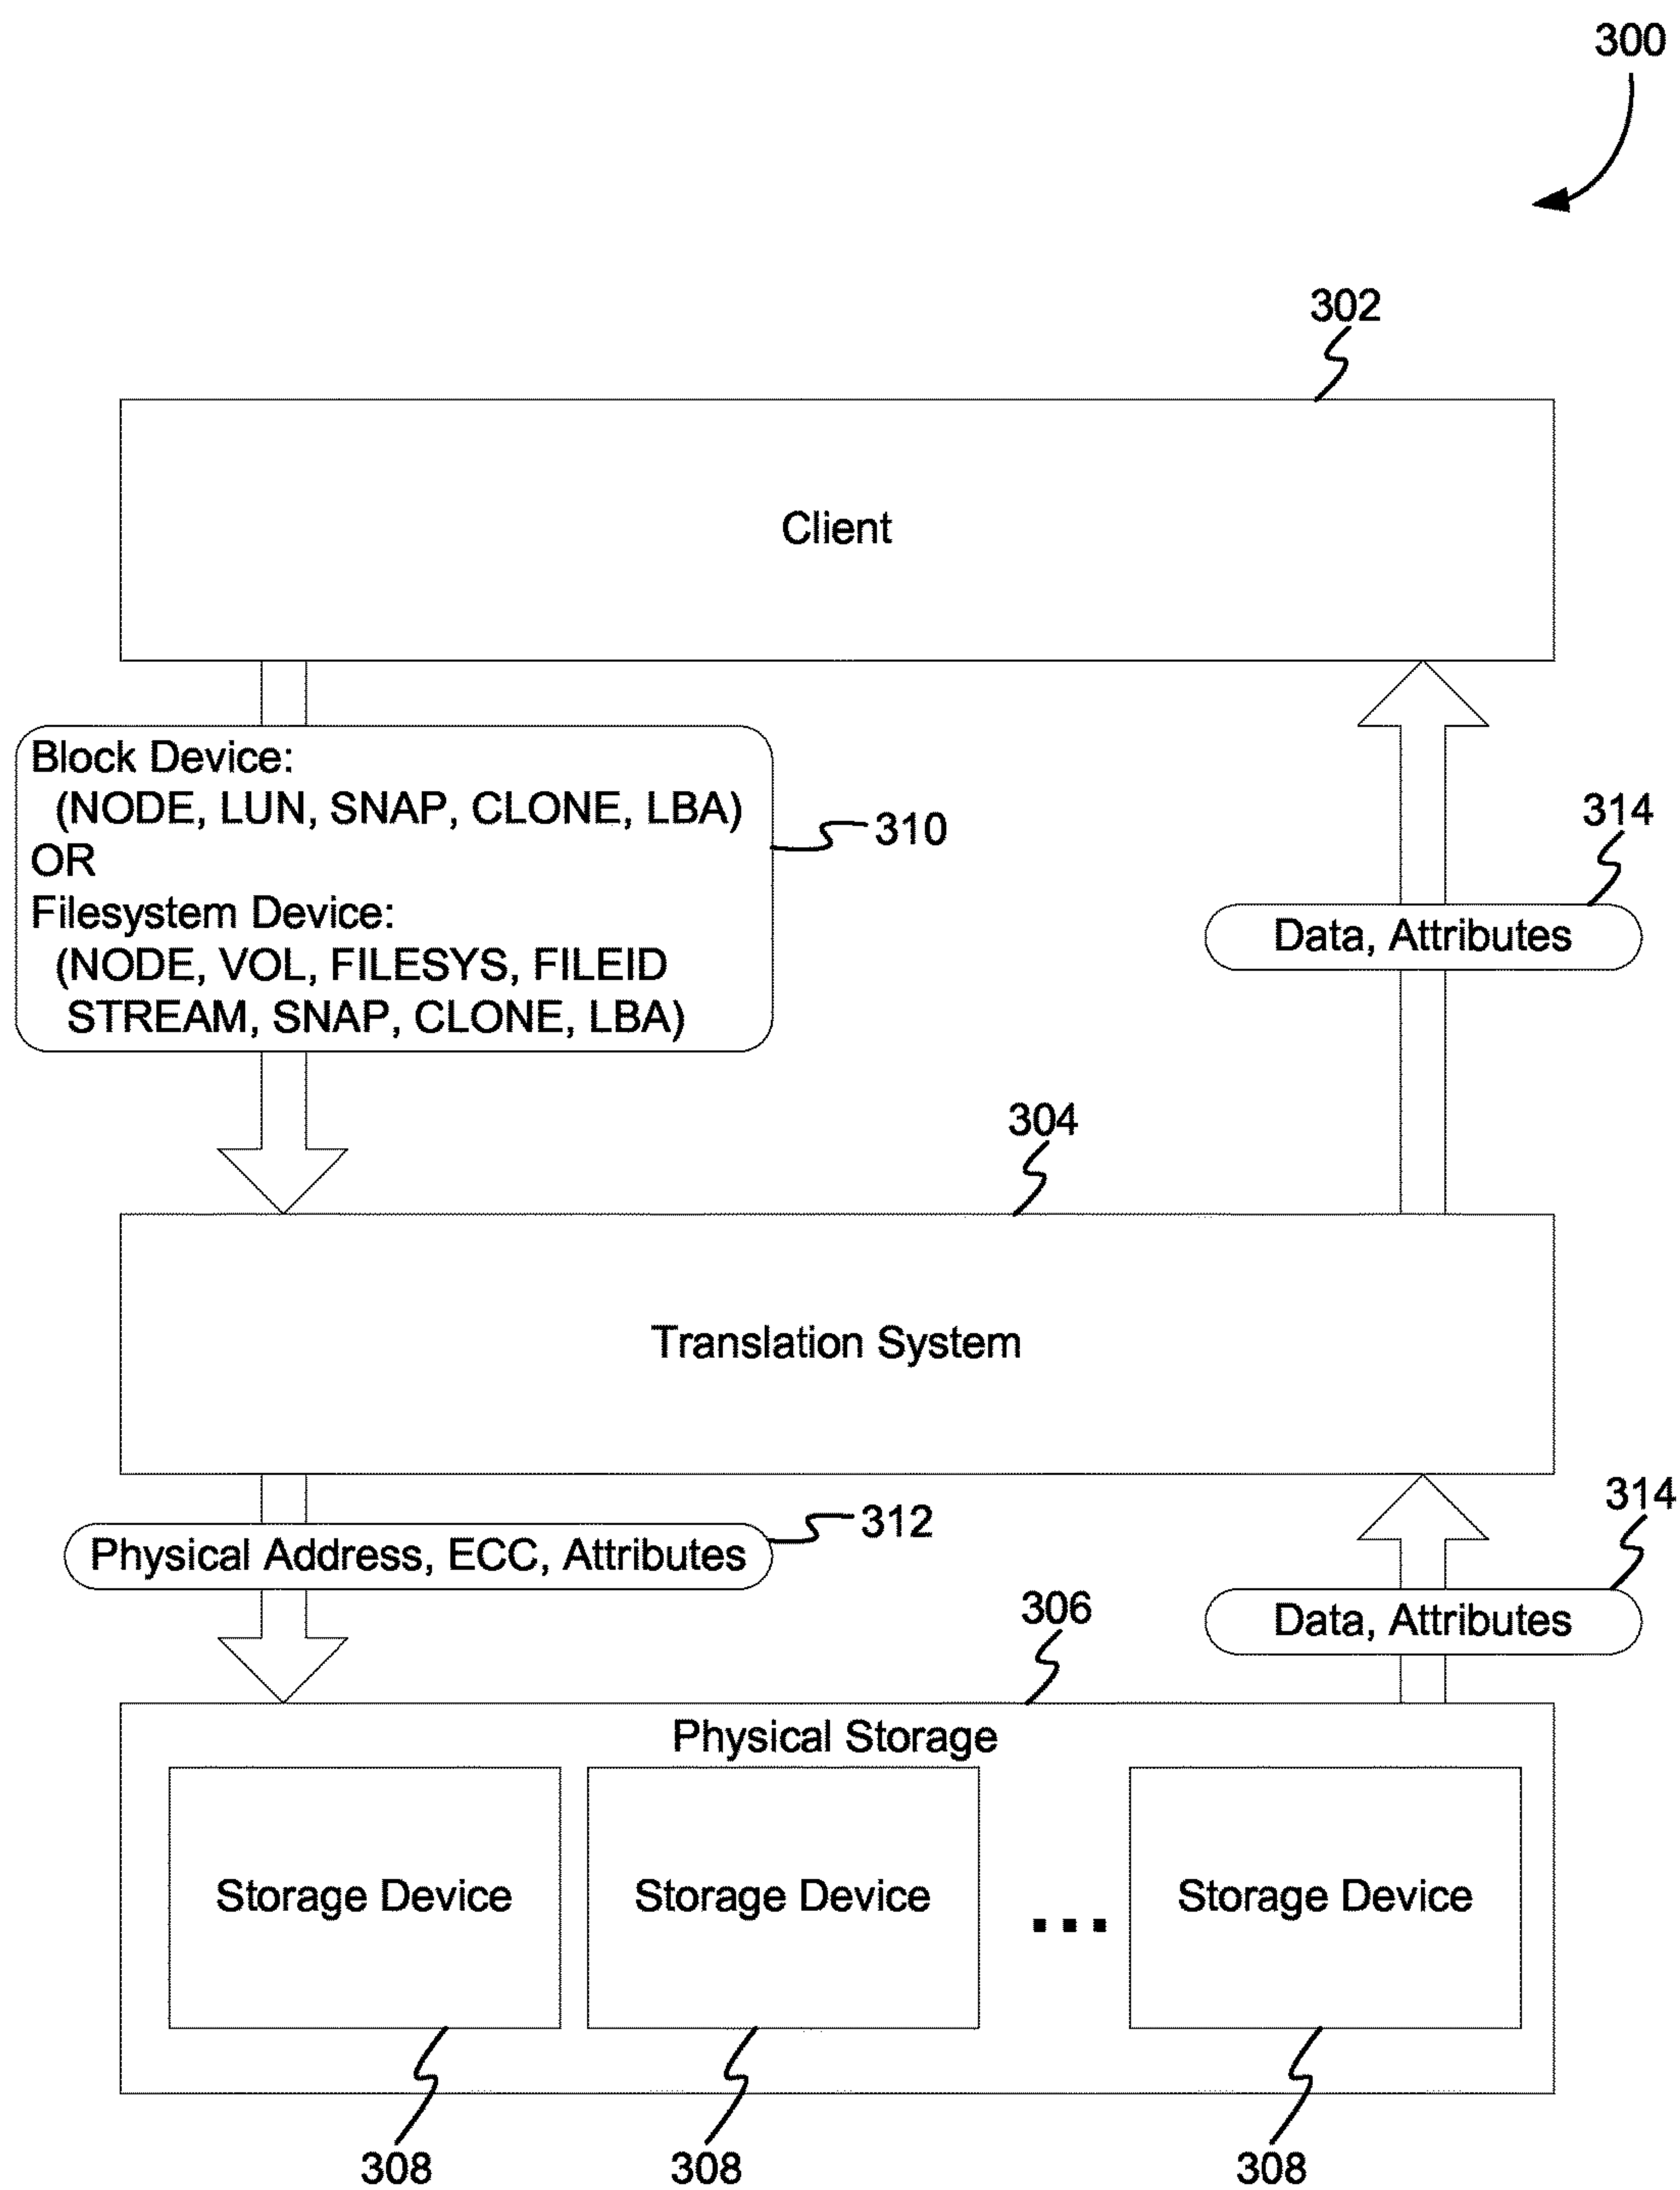 300
302
Client
Block Device:
(NODE, LUN, SNAP, CLONE, LBA)
OR
Filesystem Device:
(NODE, VOL, FILESYS, FILEID
STREAM, SNAP, CLONE, LBA)
310
314
Data, Attributes
304
Translation System
Physical Address, ECC, Attributes
312
314
Data, Attributes
306
Physical Storage
Storage Device
Storage Device
...
Storage Device
308
308
308